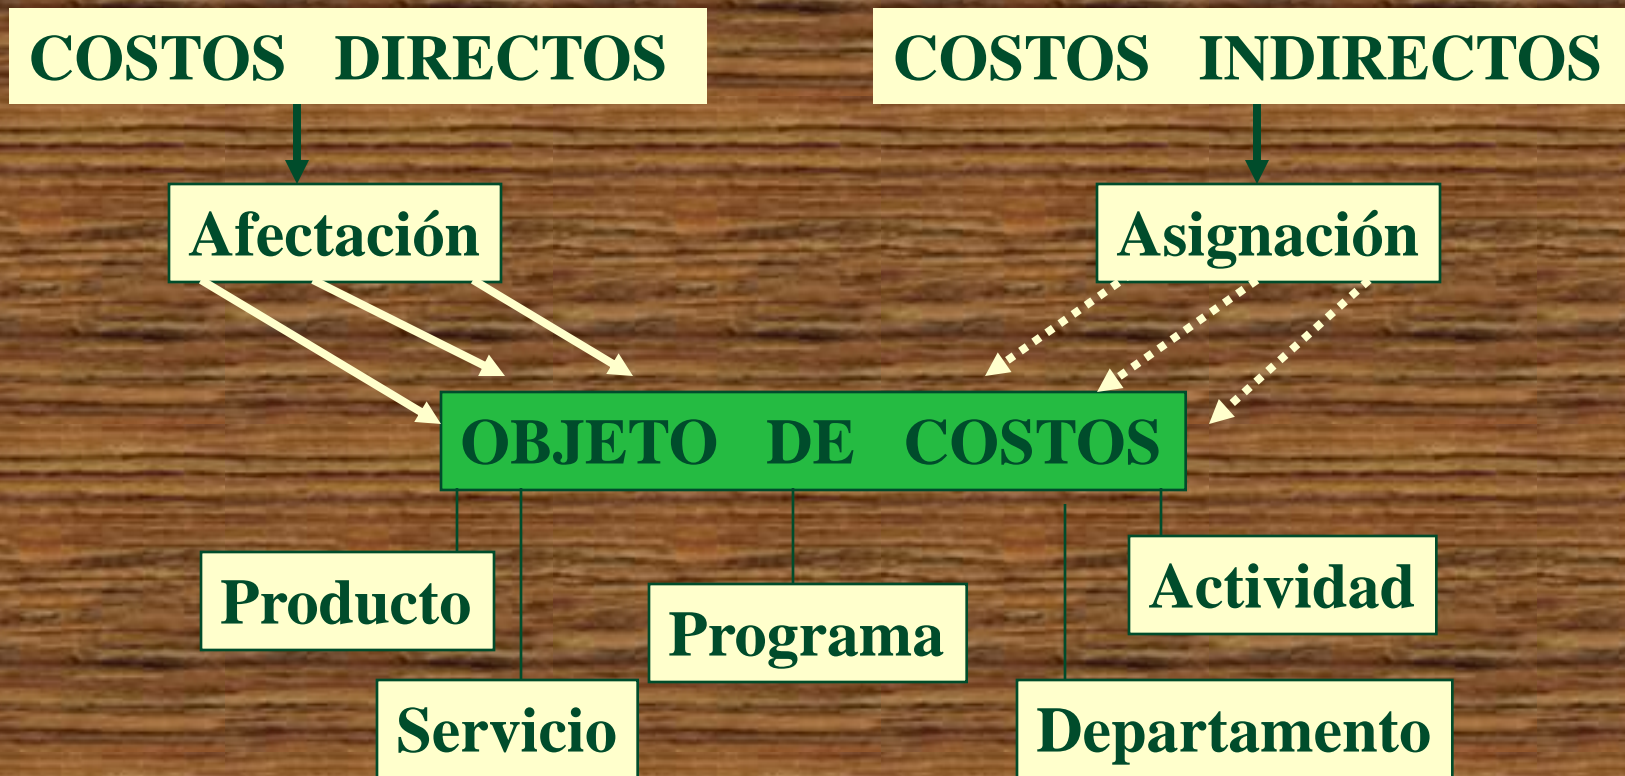 COSTOS DIRECTOS
COSTOS INDIRECTOS
Afectación
Asignación
OBJETO DE COSTOS
Producto
Programa
Actividad
Servicio
Departamento